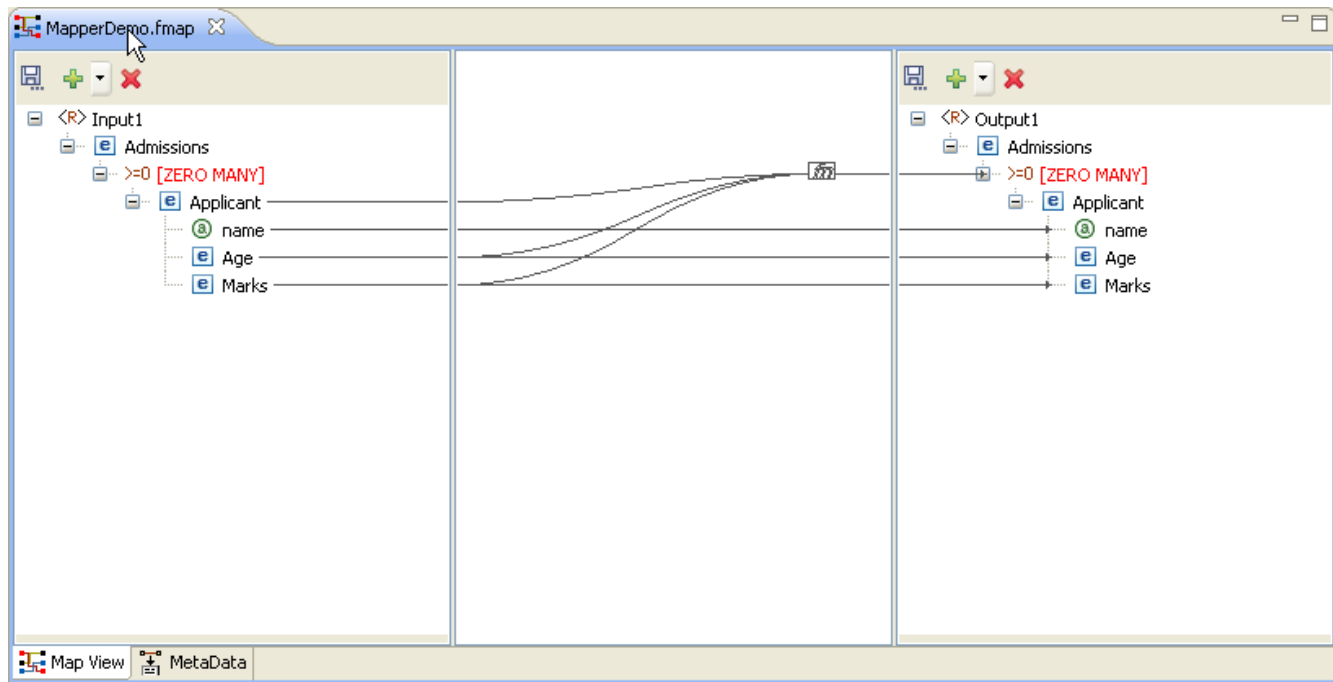 MapperDemo.fmap
<R> Input1
e Admissions
>=0 [ZERO MANY]
e Applicant
a name
e Age
e Marks
fn
<R> Output1
e Admissions
>=0 [ZERO MANY]
e Applicant
a name
e Age
e Marks
Map View MetaData